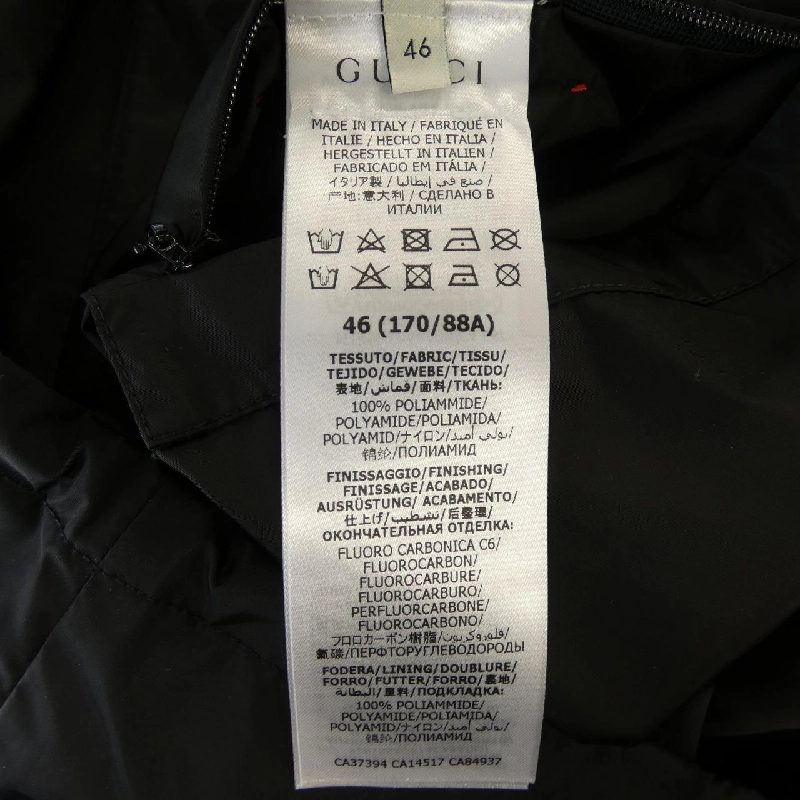 46
GUCCI
MADE IN ITALY / FABRIQUÉ EN
ITALIE / HECHO EN ITALIA /
HERGESTELLT IN ITALIEN /
FABRICADO EM ITÁLIA /
イタリア製 / صنع في إيطاليا /
产地:意大利 / СДЕЛАНО В
ИТАЛИИ
46 (170/88A)
TESSUTO/FABRIC/TISSU/
TEJIDO/GEWEBE/TECIDO/
表地/قماش/面料/ТКАНЬ:
100% POLIAMMIDE/
POLYAMIDE/POLIAMIDA/
POLYAMID/ナイロン/بولي أميد/
锦纶/ПОЛИАМИД
FINISSAGGIO/FINISHING/
FINISSAGE/ACABADO/
AUSRÜSTUNG/ ACABAMENTO/
仕上げ/تشطيب/后整理/
ОКОНЧАТЕЛЬНАЯ ОТДЕЛКА:
FLUORO CARBONICA C6/
FLUOROCARBON/
FLUOROCARBURE/
FLUOROCARBURO/
PERFLUORCARBONE/
FLUOROCARBONO/
フロロカーボン樹脂/فلوروكربون/
氟碳/ПЕРФТОРУГЛЕВОДОРОДЫ
FODERA/LINING/DOUBLURE/
FORRO/FUTTER/FORRO/裏地/
البطانة/里料/ПОДКЛАДКА:
100% POLIAMMIDE/
POLYAMIDE/POLIAMIDA/
POLYAMID/ナイロン/بولي أميد/
锦纶/ПОЛИАМИД
CA37394 CA14517 CA84937